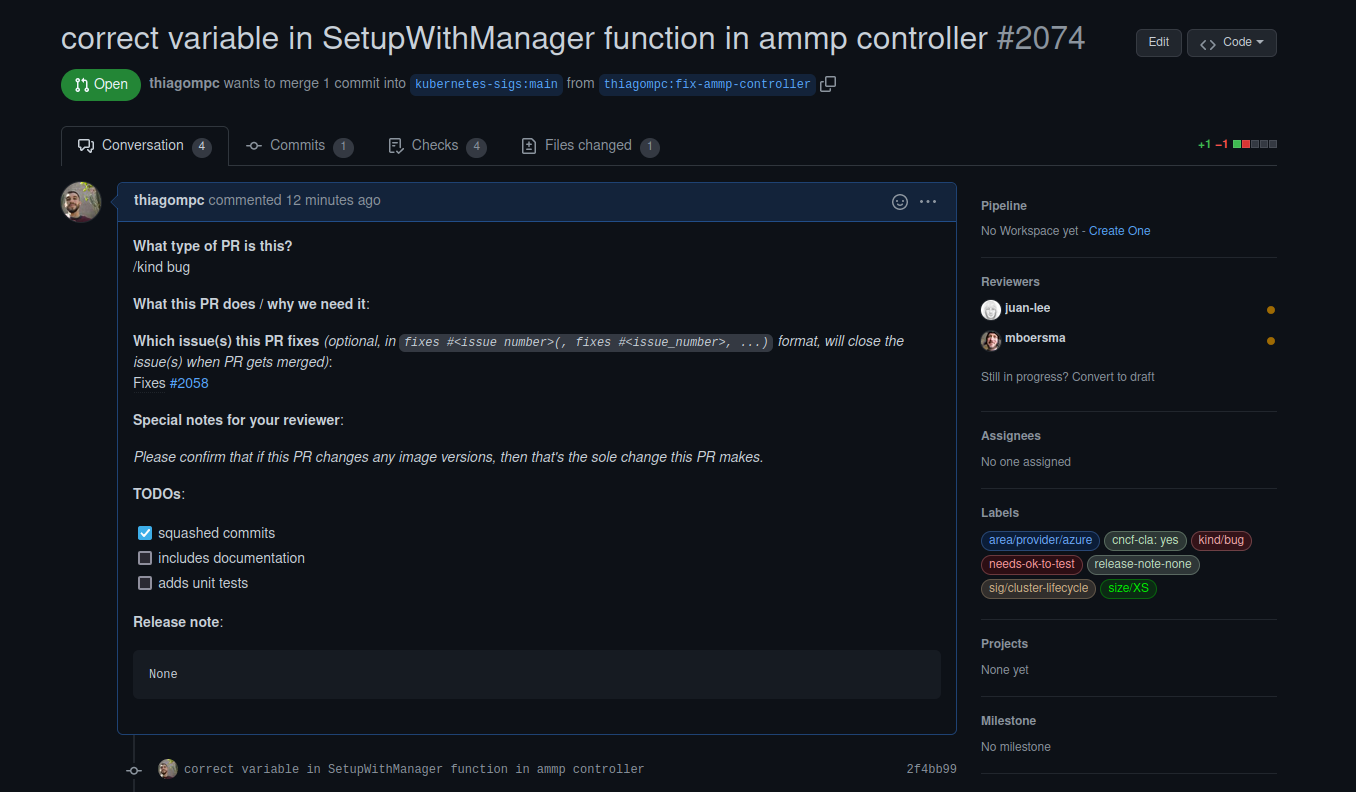 correct variable in SetupWithManager function in ammp controller #2074
Edit
Code
Open
thiagompc wants to merge 1 commit into kubernetes-sigs:main from thiagompc:fix-ammp-controller
Conversation 4
Commits 1
Checks 4
Files changed 1
+1 −1
thiagompc commented 12 minutes ago
What type of PR is this?
/kind bug
What this PR does / why we need it:
Which issue(s) this PR fixes (optional, in fixes #<issue number>(, fixes #<issue_number>, ...) format, will close the
issue(s) when PR gets merged):
Fixes #2058
Special notes for your reviewer:
Please confirm that if this PR changes any image versions, then that's the sole change this PR makes.
TODOs:
squashed commits
includes documentation
adds unit tests
Release note:
None
correct variable in SetupWithManager function in ammp controller
2f4bb99
Pipeline
No Workspace yet - Create One
Reviewers
juan-lee
mboersma
Still in progress? Convert to draft
Assignees
No one assigned
Labels
area/provider/azure cncf-cla: yes kind/bug
needs-ok-to-test release-note-none
sig/cluster-lifecycle size/XS
Projects
None yet
Milestone
No milestone